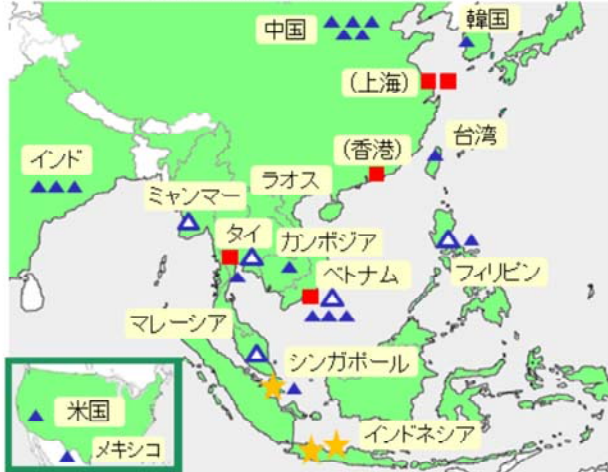 中国
韓国
(上海)
台湾
インド
(香港)
ラオス
ミャンマー
タイ
カンボジア
ベトナム
フィリピン
マレーシア
シンガポール
米国
インドネシア
メキシコ